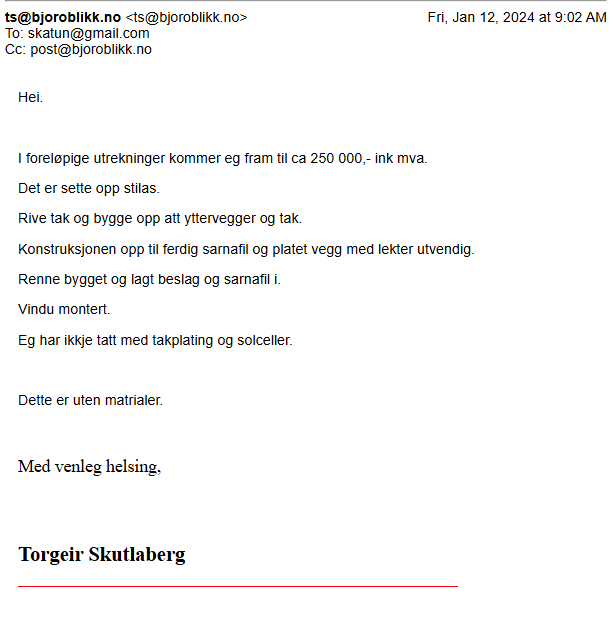 ts@bjoroblikk.no <ts@bjoroblikk.no> Fri, Jan 12, 2024 at 9:02 AM
To: skatun@gmail.com
Cc: post@bjoroblikk.no
Hei.
I foreløpige utrekninger kommer eg fram til ca 250 000,- ink mva.
Det er sette opp stilas.
Rive tak og bygge opp att yttervegger og tak.
Konstruksjonen opp til ferdig sarnafil og platet vegg med lekter utvendig.
Renne bygget og lagt beslag og sarnafil i.
Vindu montert.
Eg har ikkje tatt med takplating og solceller.
Dette er uten matrialer.
Med venleg helsing,
Torgeir Skutlaberg